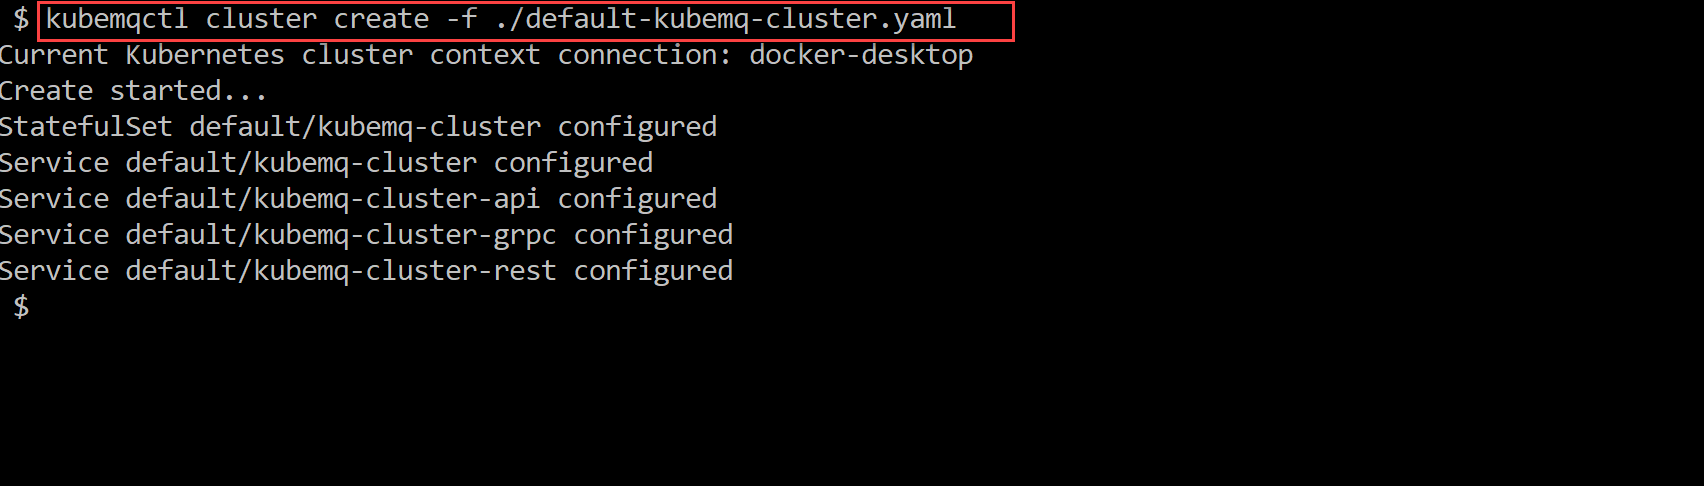 $ kubemqctl cluster create -f ./default-kubemq-cluster.yaml
Current Kubernetes cluster context connection: docker-desktop
Create started...
StatefulSet default/kubemq-cluster configured
Service default/kubemq-cluster configured
Service default/kubemq-cluster-api configured
Service default/kubemq-cluster-grpc configured
Service default/kubemq-cluster-rest configured
$